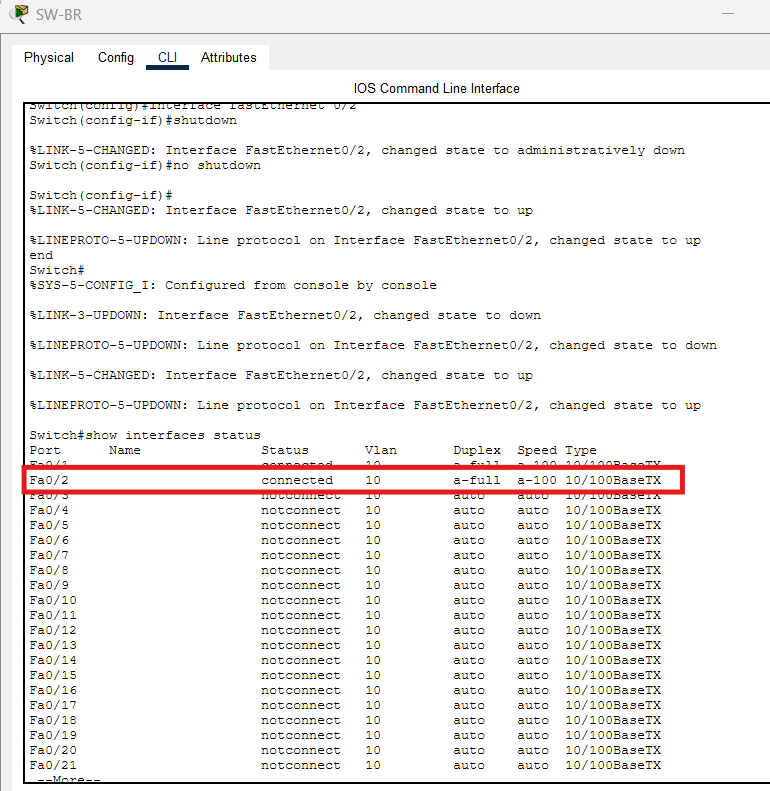 SW-BR
Physical Config CLI Attributes
IOS Command Line Interface
Switch(config)#interface fastEthernet 0/2
Switch(config-if)#shutdown
%LINK-5-CHANGED: Interface FastEthernet0/2, changed state to administratively down
Switch(config-if)#no shutdown
Switch(config-if)#
%LINK-5-CHANGED: Interface FastEthernet0/2, changed state to up
%LINEPROTO-5-UPDOWN: Line protocol on Interface FastEthernet0/2, changed state to up
end
Switch#
%SYS-5-CONFIG_I: Configured from console by console
%LINK-3-UPDOWN: Interface FastEthernet0/2, changed state to down
%LINEPROTO-5-UPDOWN: Line protocol on Interface FastEthernet0/2, changed state to down
%LINK-5-CHANGED: Interface FastEthernet0/2, changed state to up
%LINEPROTO-5-UPDOWN: Line protocol on Interface FastEthernet0/2, changed state to up
Switch#show interfaces status
Port Name Status Vlan Duplex Speed Type
Fa0/1 connected 10 a-full a-100 10/100BaseTX
Fa0/2 connected 10 a-full a-100 10/100BaseTX
Fa0/3 notconnect 10 auto auto 10/100BaseTX
Fa0/4 notconnect 10 auto auto 10/100BaseTX
Fa0/5 notconnect 10 auto auto 10/100BaseTX
Fa0/6 notconnect 10 auto auto 10/100BaseTX
Fa0/7 notconnect 10 auto auto 10/100BaseTX
Fa0/8 notconnect 10 auto auto 10/100BaseTX
Fa0/9 notconnect 10 auto auto 10/100BaseTX
Fa0/10 notconnect 10 auto auto 10/100BaseTX
Fa0/11 notconnect 10 auto auto 10/100BaseTX
Fa0/12 notconnect 10 auto auto 10/100BaseTX
Fa0/13 notconnect 10 auto auto 10/100BaseTX
Fa0/14 notconnect 10 auto auto 10/100BaseTX
Fa0/15 notconnect 10 auto auto 10/100BaseTX
Fa0/16 notconnect 10 auto auto 10/100BaseTX
Fa0/17 notconnect 10 auto auto 10/100BaseTX
Fa0/18 notconnect 10 auto auto 10/100BaseTX
Fa0/19 notconnect 10 auto auto 10/100BaseTX
Fa0/20 notconnect 10 auto auto 10/100BaseTX
Fa0/21 notconnect 10 auto auto 10/100BaseTX
--More--